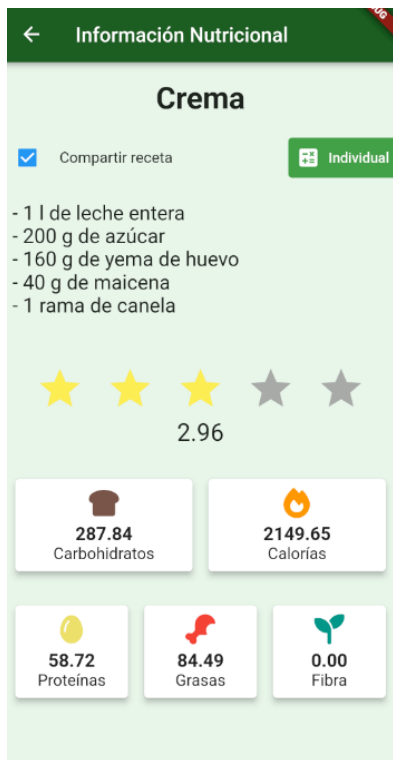 Información Nutricional
Crema
Compartir receta
Individual
- 1 l de leche entera
- 200 g de azúcar
- 160 g de yema de huevo
- 40 g de maicena
- 1 rama de canela
2.96
287.84
Carbohidratos
2149.65
Calorías
58.72
Proteínas
84.49
Grasas
0.00
Fibra